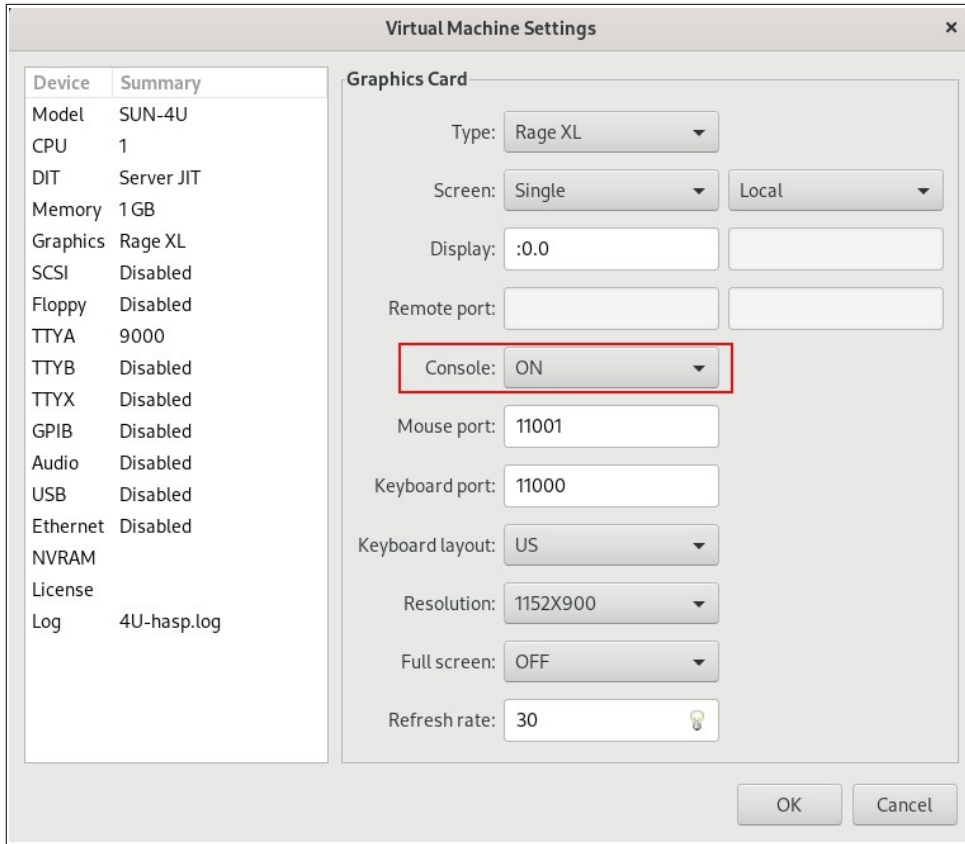 Virtual Machine Settings
Device Summary
Model SUN-4U
CPU 1
DIT Server JIT
Memory 1 GB
Graphics Rage XL
SCSI Disabled
Floppy Disabled
TTYA 9000
TTYB Disabled
TTYX Disabled
GPIB Disabled
Audio Disabled
USB Disabled
Ethernet Disabled
NVRAM
License
Log 4U-hasp.log
Graphics Card
Type: Rage XL
Screen: Single Local
Display: :0.0
Remote port:
Console: ON
Mouse port: 11001
Keyboard port: 11000
Keyboard layout: US
Resolution: 1152X900
Full screen: OFF
Refresh rate: 30
OK Cancel